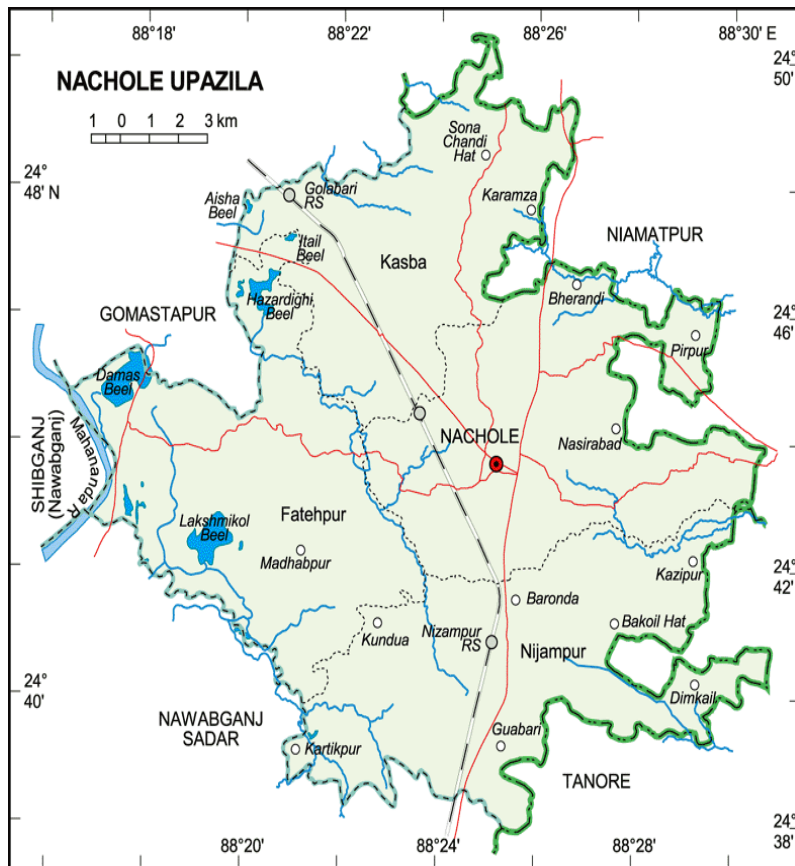 88° 18'
88° 22'
88° 26'
88° 30' E
24°
50'
NACHOLE UPAZILA
1 0 1 2 3 km
Sona
Chandi
Hat
24°
48' N
Golabari
RS
Aisha
Beel
Karamza
Itail
Beel
NIAMATPUR
Kasba
Hazardighi
Beel
Bherandi
GOMASTAPUR
24°
46'
Pirpur
Damas
Beel
SHIBGANJ
(Nawabganj)
Mahananda R
NACHOLE
Nasirabad
Lakshmikol
Beel
Fatehpur
Madhabpur
24°
42'
Kazipur
Baronda
Bakoil Hat
Kundua
Nizampur
RS
Nijampur
24°
40'
Dimkail
NAWABGANJ
SADAR
Kartikpur
Guabari
TANORE
24°
38'
88° 20'
88° 24'
88° 28'